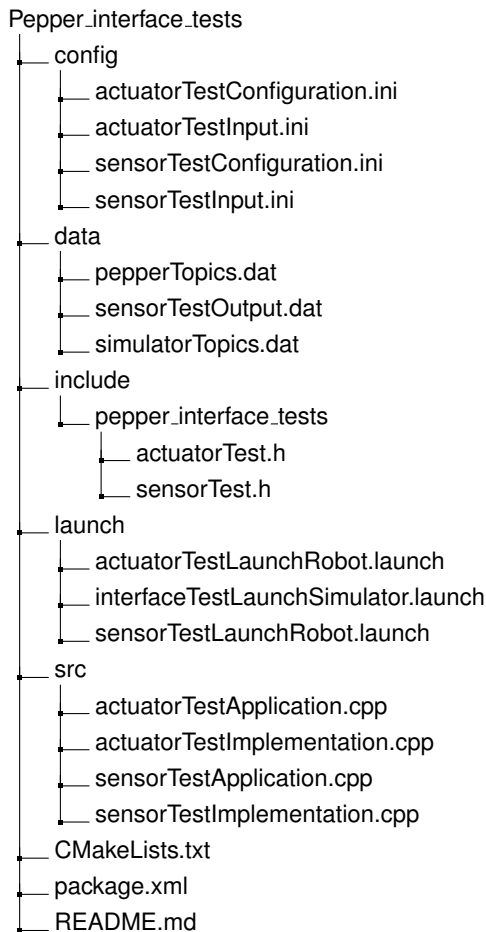 Pepper_interface_tests
config
actuatorTestConfiguration.ini
actuatorTestInput.ini
sensorTestConfiguration.ini
sensorTestInput.ini
data
pepperTopics.dat
sensorTestOutput.dat
simulatorTopics.dat
include
pepper_interface_tests
actuatorTest.h
sensorTest.h
launch
actuatorTestLaunchRobot.launch
interfaceTestLaunchSimulator.launch
sensorTestLaunchRobot.launch
src
actuatorTestApplication.cpp
actuatorTestImplementation.cpp
sensorTestApplication.cpp
sensorTestImplementation.cpp
CMakeLists.txt
package.xml
README.md